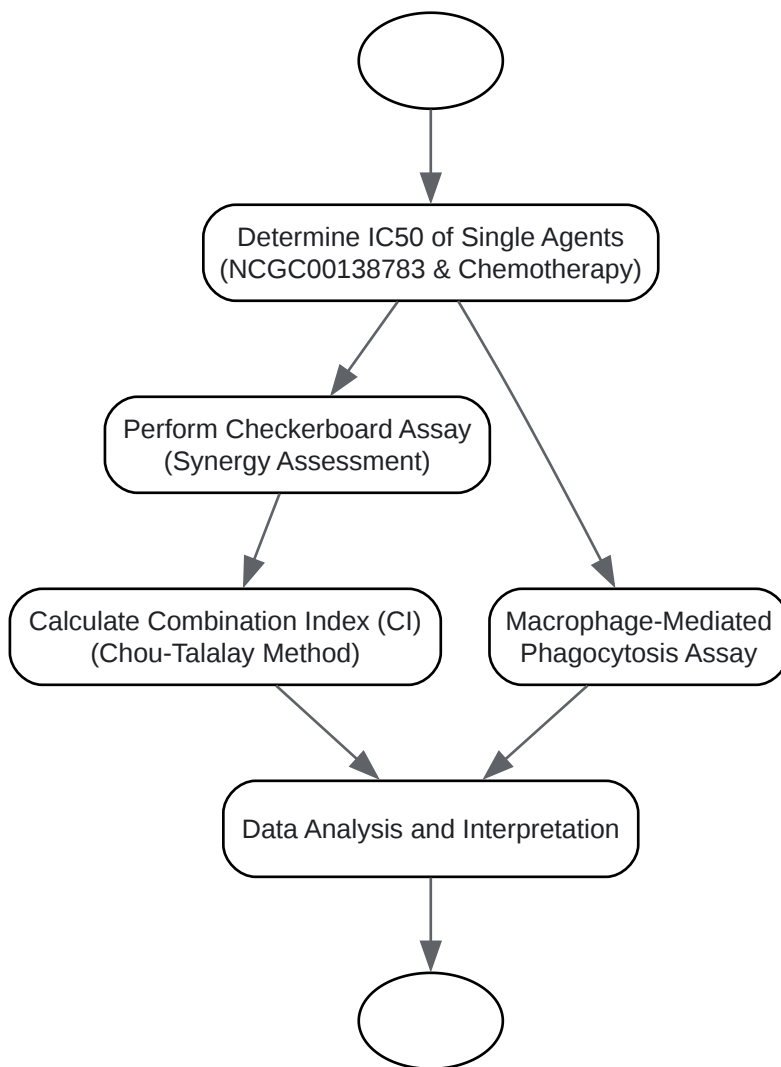 Determine IC50 of Single Agents
(NCGC00138783 & Chemotherapy)
Perform Checkerboard Assay
(Synergy Assessment)
Calculate Combination Index (CI)
(Chou-Talalay Method)
Macrophage-Mediated
Phagocytosis Assay
Data Analysis and Interpretation